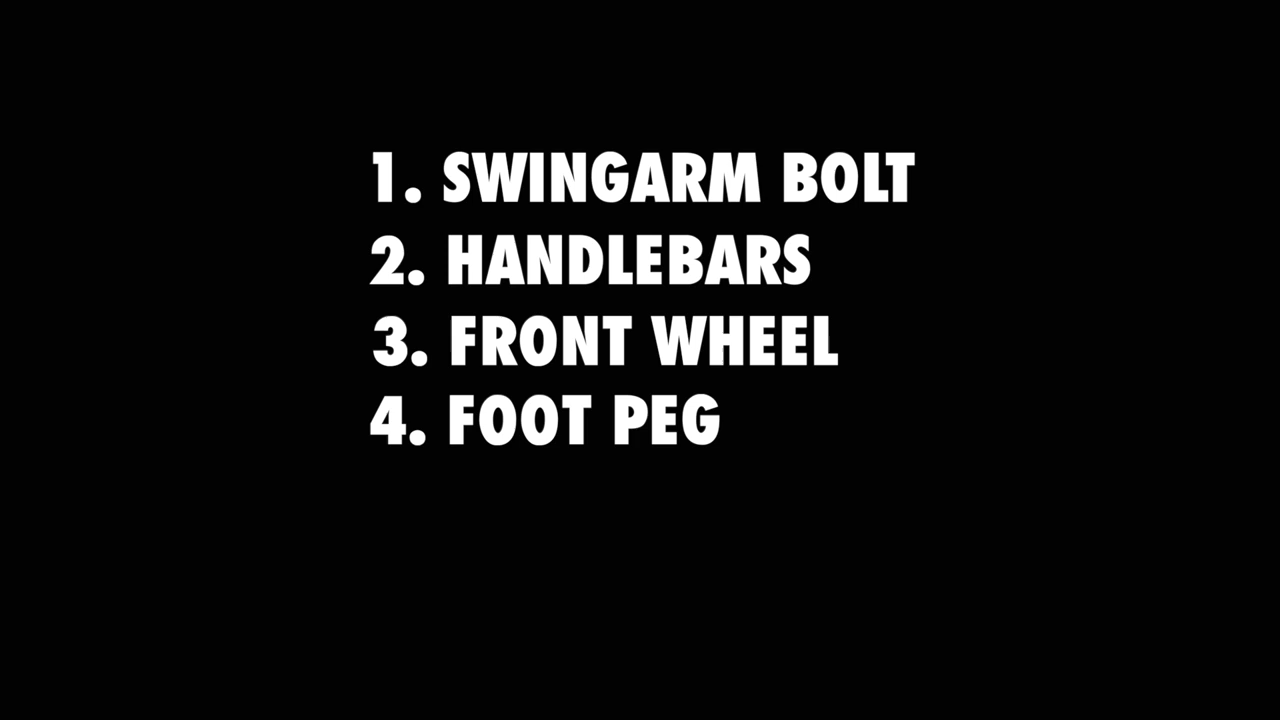 1. SWINGARM BOLT
2. HANDLEBARS
3. FRONT WHEEL
4. FOOT PEG